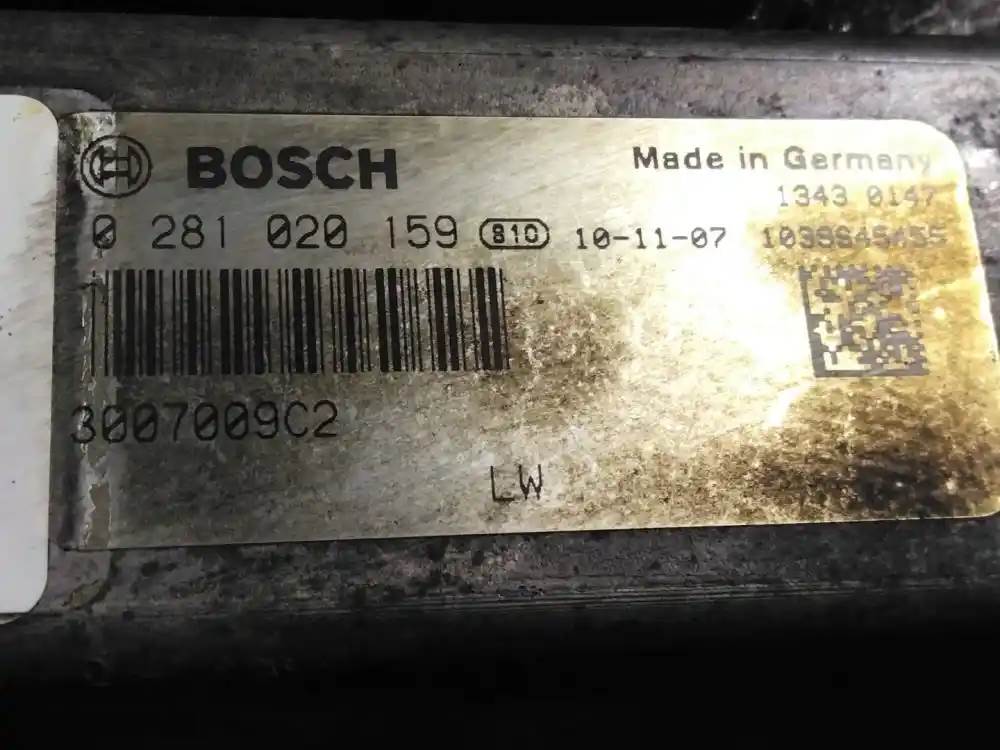 BOSCH
Made in Germany
1343 0147
0 281 020 159 810 10-11-07
3007009C2
LW